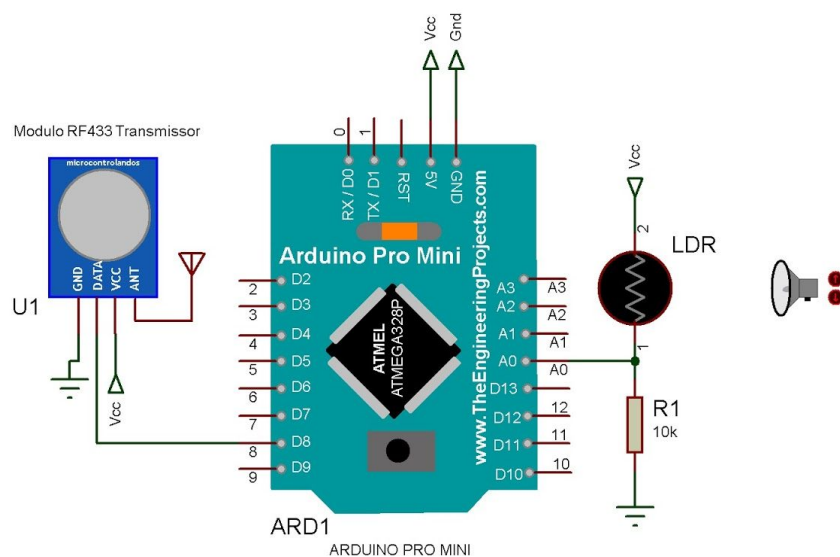 Vcc
Gnd
Modulo RF433 Transmissor
microcontrolandos
GND
DATA
VCC
ANT
U1
Vcc
0
1
RX / D0
TX / D1
RST
5V
GND
Arduino Pro Mini
www.TheEngineeringProjects.com
ATMEL
ATMEGA328P
2
D2
3
D3
4
D4
5
D5
6
D6
7
D7
8
D8
9
D9
A3
A3
A2
A2
A1
A1
A0
A0
D13
D12
12
D11
11
D10
10
ARD1
ARDUINO PRO MINI
Vcc
2
LDR
1
R1
10k